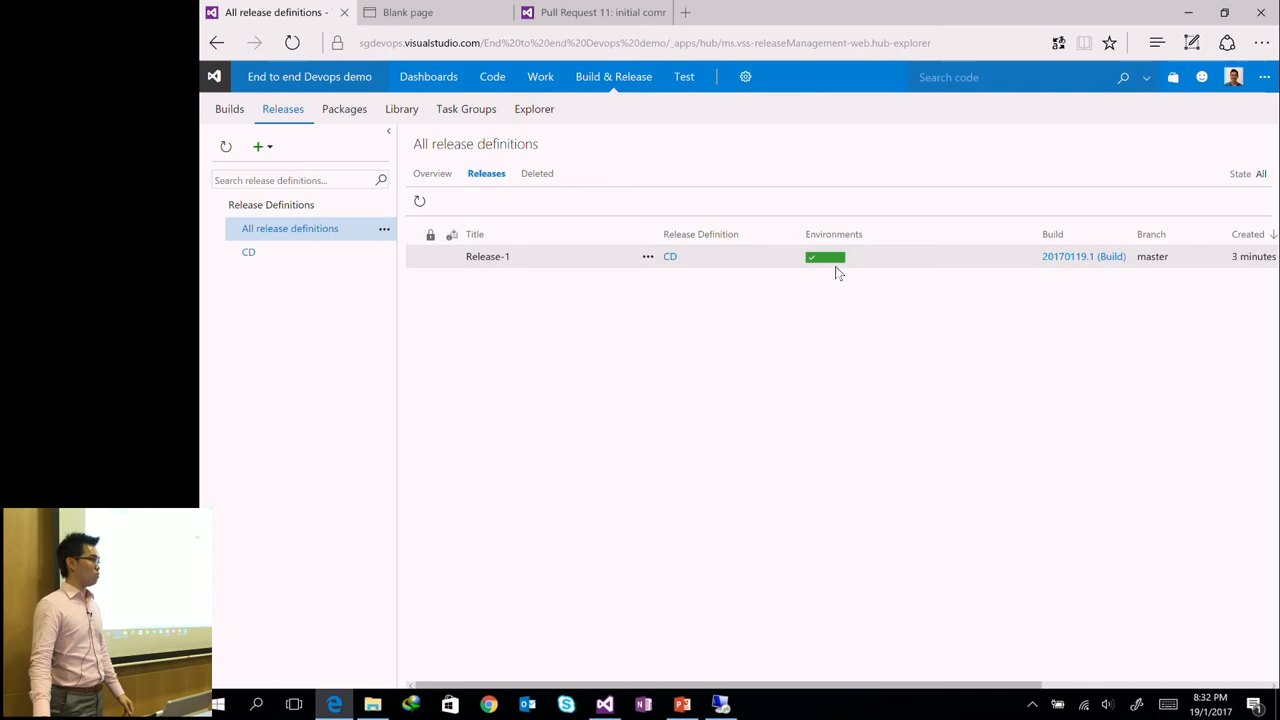 All release definitions -
Blank page
Pull Request 11: initial comr
sgdevops.visualstudio.com/End%20to%20end%20Devops%20demo/_apps/hub/ms.vss-releaseManagement-web.hub-explorer
End to end Devops demo Dashboards Code Work Build & Release Test Search code
Builds Releases Packages Library Task Groups Explorer
All release definitions
Search release definitions...
Overview Releases Deleted State All
Release Definitions
All release definitions
CD
Title Release Definition Environments Build Branch Created
Release-1 CD 20170119.1 (Build) master 3 minutes
8:32 PM
19/1/2017